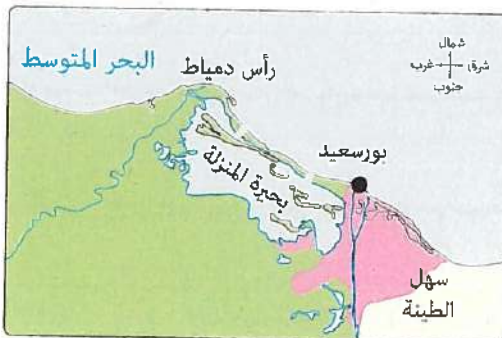 البحر المتوسط
رأس دمياط
شمال
شرق
غرب
جنوب
بورسعيد
بحيرة المنزلة
سهل
الطينة